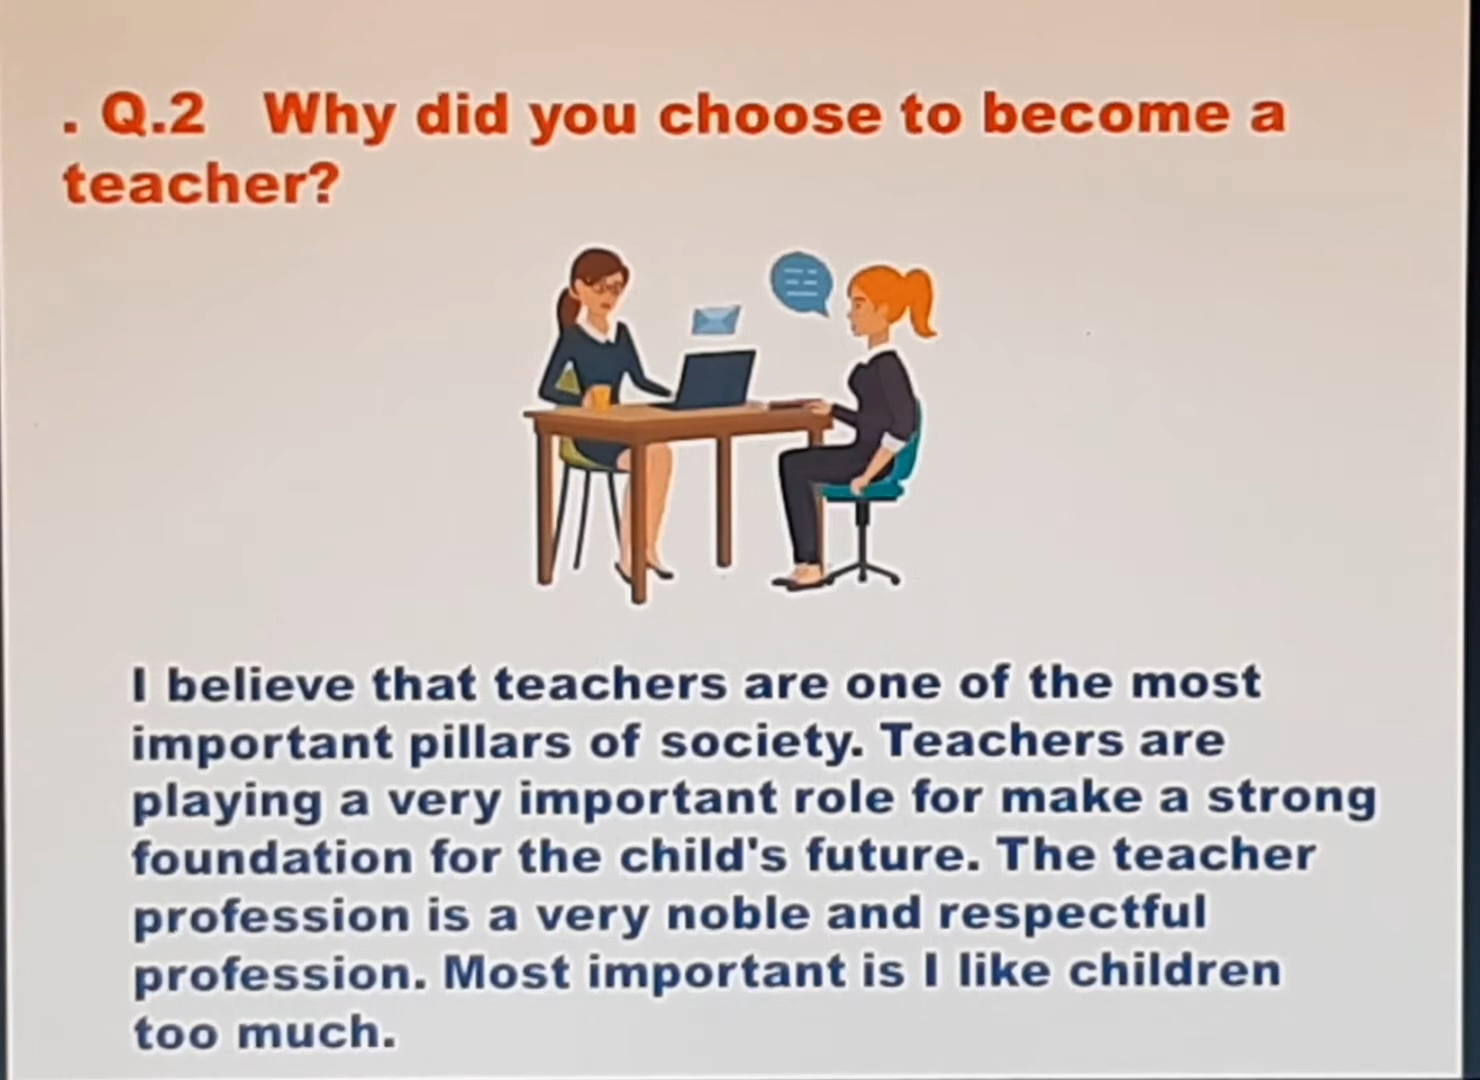 . Q.2 Why did you choose to become a
teacher?
I believe that teachers are one of the most
important pillars of society. Teachers are
playing a very important role for make a strong
foundation for the child's future. The teacher
profession is a very noble and respectful
profession. Most important is I like children
too much.